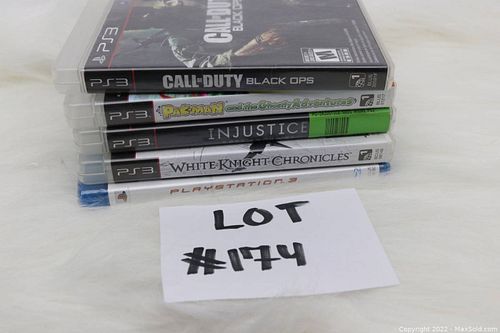 CALL OF DUTY
BLACK OPS
PS3
M
PS3 CALL OF DUTY BLACK OPS
PAC-MAN and the Ghostly Adventures
PS3 INJUSTICE
PS3 WHITE KNIGHT CHRONICLES
PLAYSTATION 3
LOT
#174
Copyright © 2022 - MaxSold.com